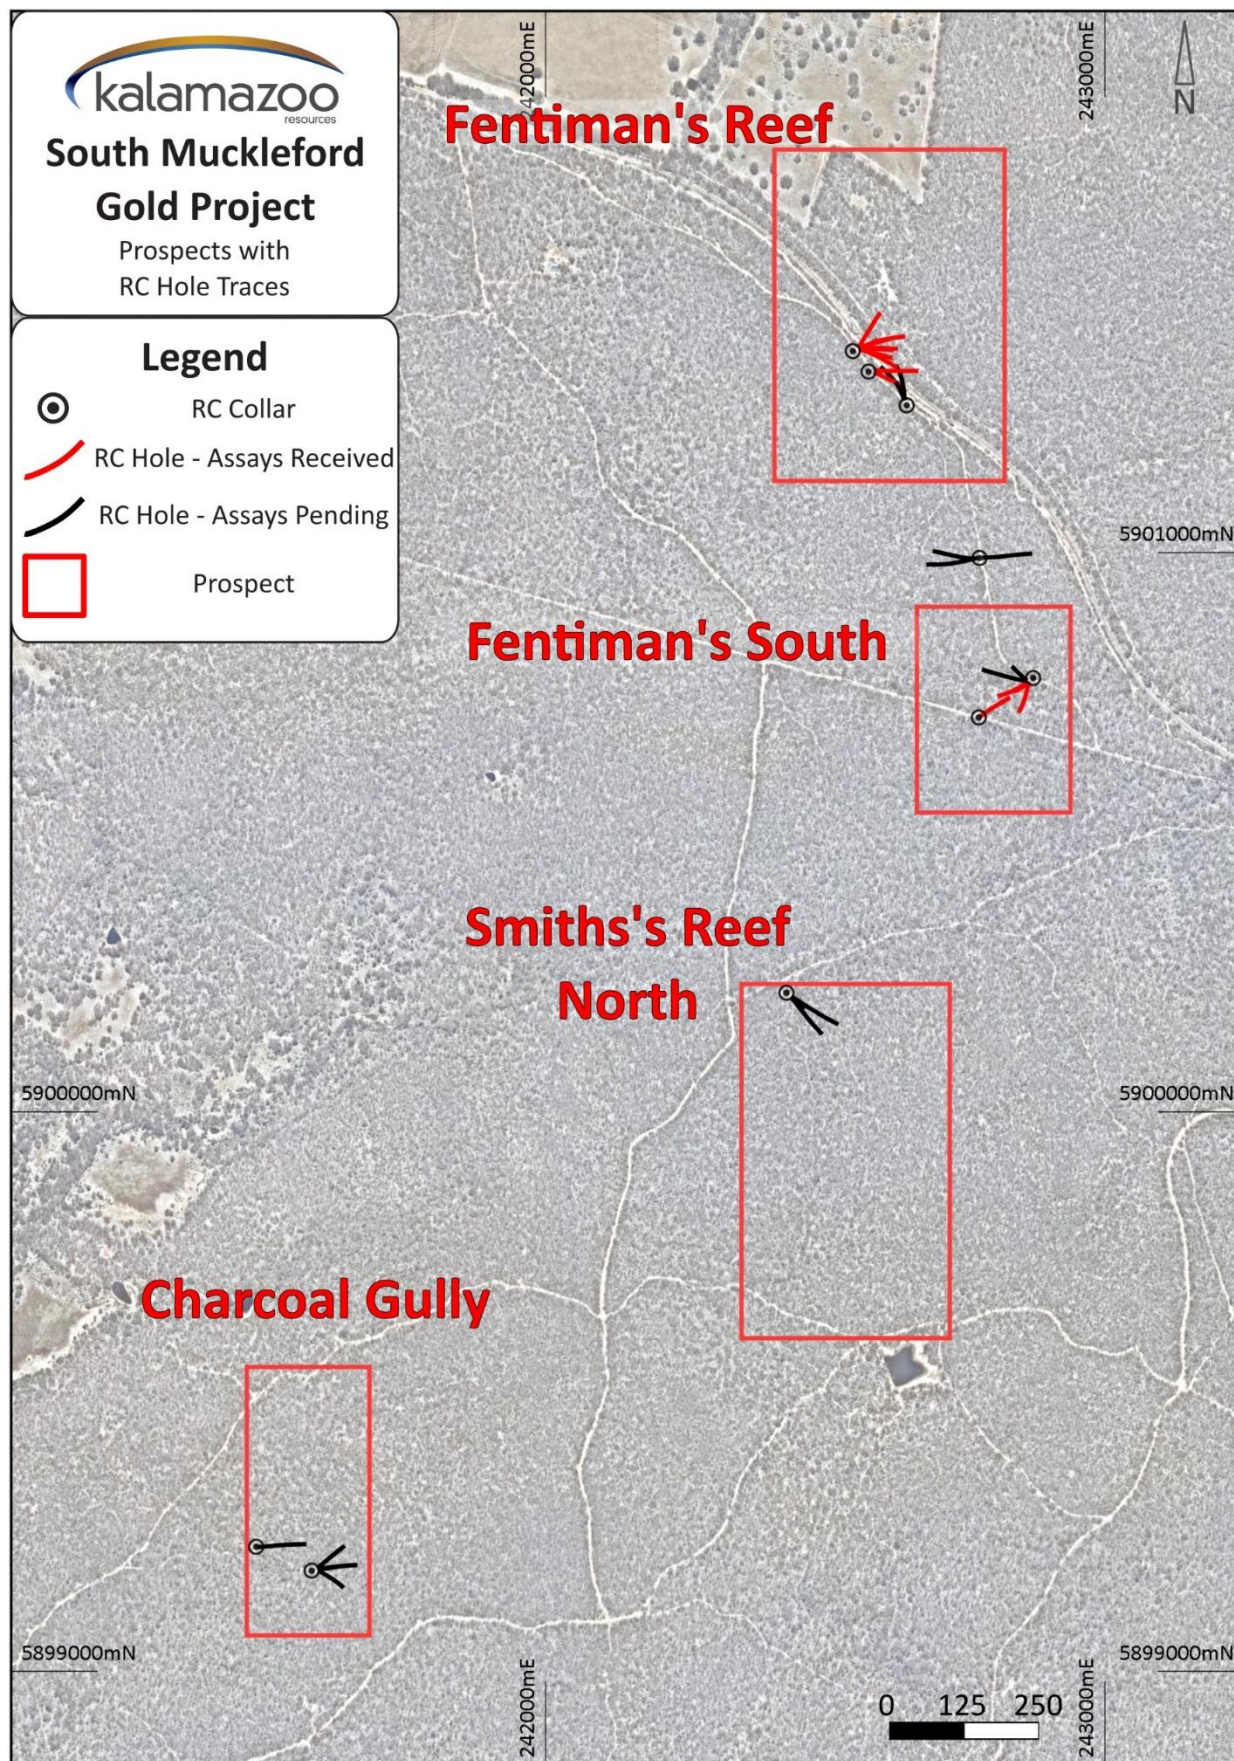 kalamazoo
resources
South Muckleford
Gold Project
Prospects with
RC Hole Traces
Legend
RC Collar
RC Hole - Assays Received
RC Hole - Assays Pending
Prospect
242000mE
243000mE
N
Fentiman's Reef
5901000mN
Fentiman's South
Smiths's Reef
North
5900000mN
5900000mN
Charcoal Gully
5899000mN
5899000mN
242000mE
243000mE
0 125 250